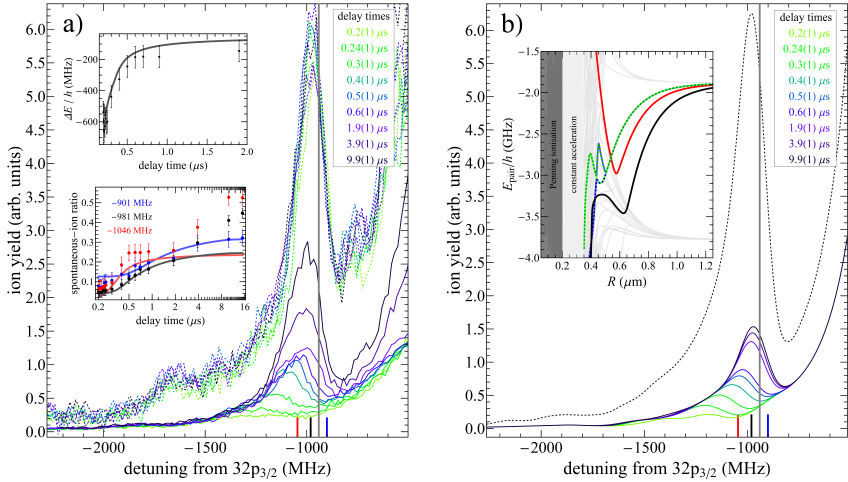 a)
delay times
0.2(1) μs
0.24(1) μs
0.3(1) μs
0.4(1) μs
0.5(1) μs
0.6(1) μs
1.9(1) μs
3.9(1) μs
9.9(1) μs
ΔE / h (MHz)
−200
−400
−600
0.5
1.0
1.5
2.0
delay time (μs)
−901 MHz
−981 MHz
−1046 MHz
spontaneous−ion ratio
0.5
0.4
0.3
0.2
0.1
0.2
0.5
1
2
4
8
16
delay time (μs)
ion yield (arb. units)
6.0
5.5
5.0
4.5
4.0
3.5
3.0
2.5
2.0
1.5
1.0
0.5
0.0
−2000
−1500
−1000
detuning from 32p3/2 (MHz)
b)
delay times
0.2(1) μs
0.24(1) μs
0.3(1) μs
0.4(1) μs
0.5(1) μs
0.6(1) μs
1.9(1) μs
3.9(1) μs
9.9(1) μs
Epair/h (GHz)
−1.5
−2.0
−2.5
−3.0
−3.5
−4.0
Penning ionisation
constant acceleration
0.2
0.4
0.6
0.8
1.0
1.2
R (μm)
ion yield (arb. units)
6.0
5.5
5.0
4.5
4.0
3.5
3.0
2.5
2.0
1.5
1.0
0.5
0.0
−2000
−1500
−1000
detuning from 32p3/2 (MHz)